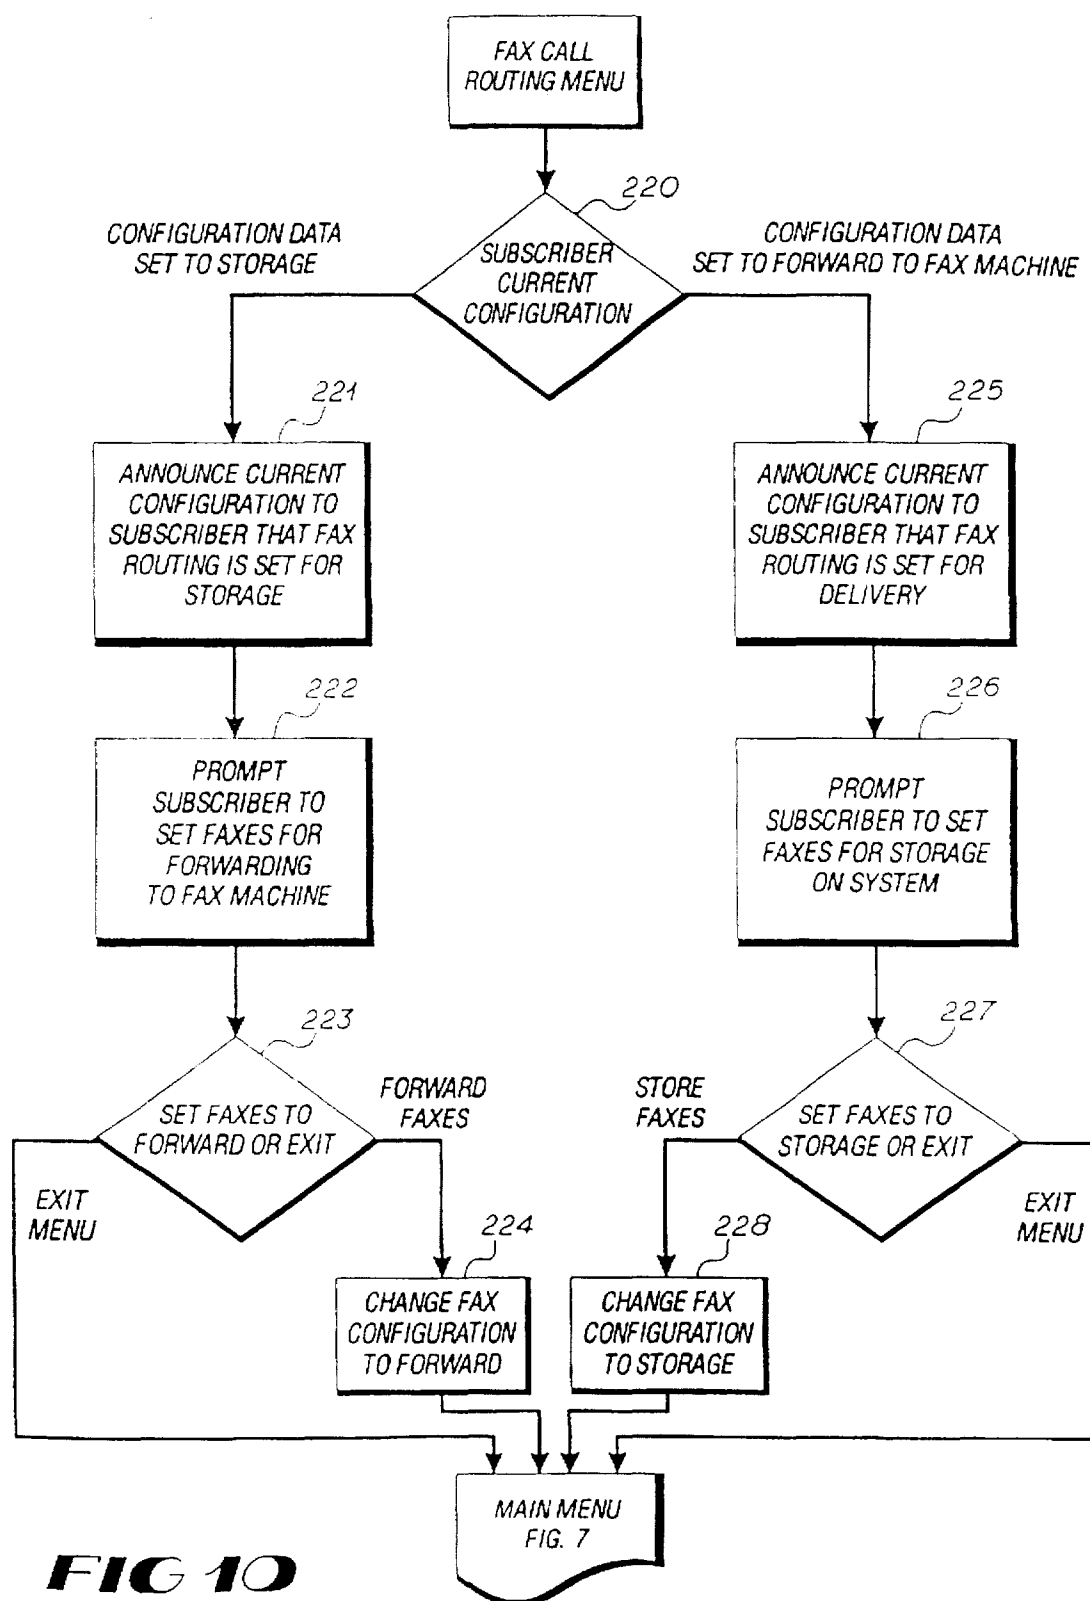 FAX CALL
ROUTING MENU
220
CONFIGURATION DATA
SET TO STORAGE
SUBSCRIBER
CURRENT
CONFIGURATION
CONFIGURATION DATA
SET TO FORWARD TO FAX MACHINE
221
ANNOUNCE CURRENT
CONFIGURATION TO
SUBSCRIBER THAT FAX
ROUTING IS SET FOR
STORAGE
225
ANNOUNCE CURRENT
CONFIGURATION TO
SUBSCRIBER THAT FAX
ROUTING IS SET FOR
DELIVERY
222
PROMPT
SUBSCRIBER TO
SET FAXES FOR
FORWARDING
TO FAX MACHINE
226
PROMPT
SUBSCRIBER TO SET
FAXES FOR STORAGE
ON SYSTEM
223
SET FAXES TO
FORWARD OR EXIT
FORWARD
FAXES
EXIT
MENU
227
STORE
FAXES
SET FAXES TO
STORAGE OR EXIT
EXIT
MENU
224
CHANGE FAX
CONFIGURATION
TO FORWARD
228
CHANGE FAX
CONFIGURATION
TO STORAGE
MAIN MENU
FIG. 7
FIG 10